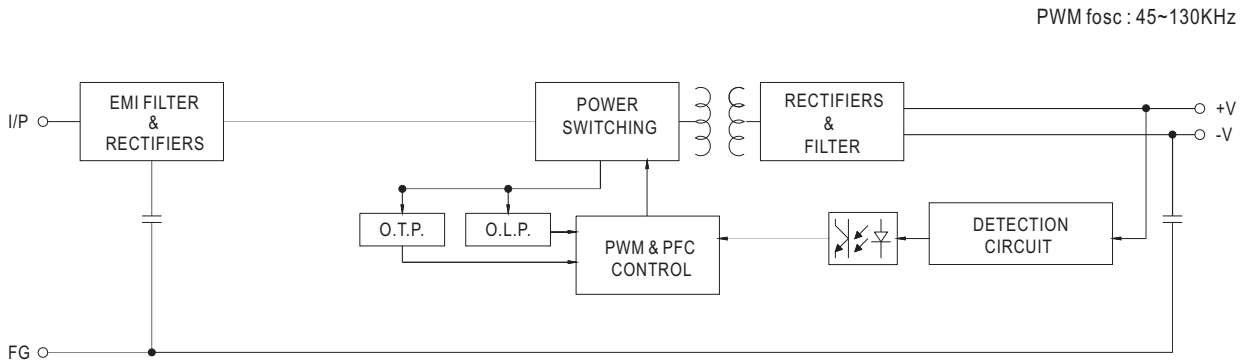 PWM fosc : 45~130KHz
I/P
EMI FILTER
&
RECTIFIERS
POWER
SWITCHING
RECTIFIERS
&
FILTER
+V
-V
O.T.P.
O.L.P.
PWM & PFC
CONTROL
DETECTION
CIRCUIT
FG